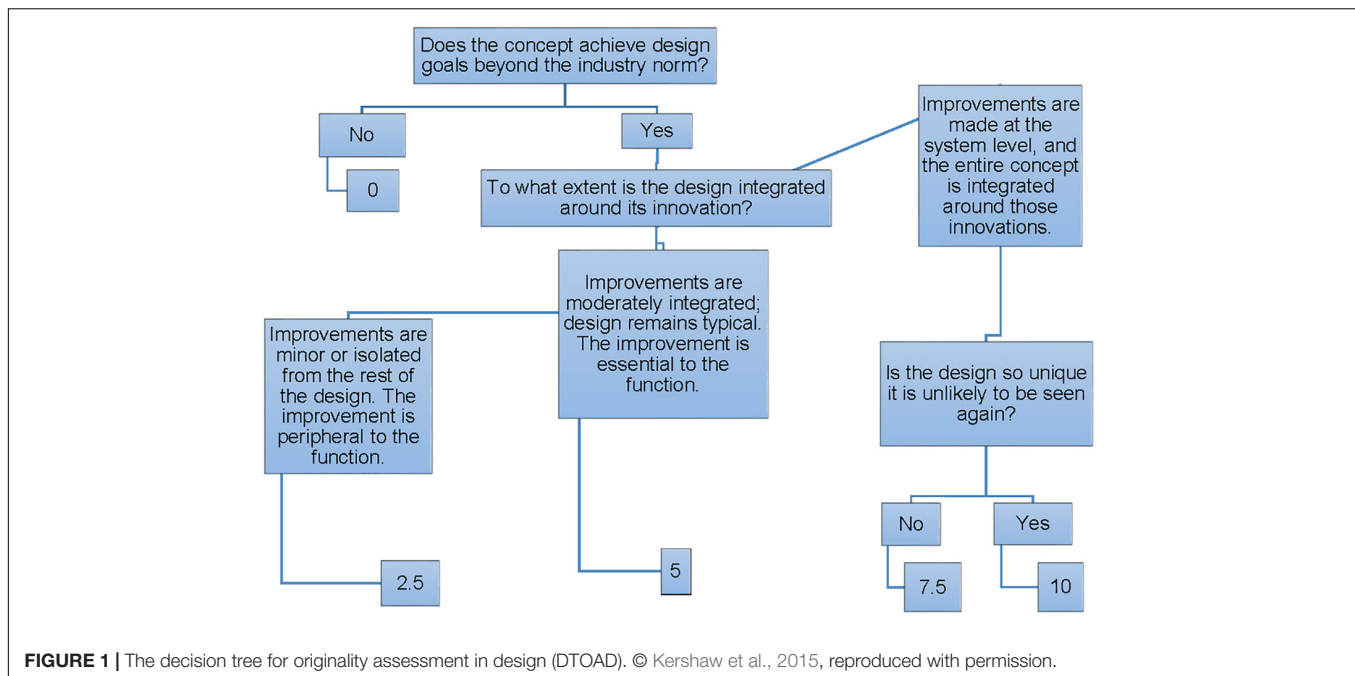 Does the concept achieve design
goals beyond the industry norm?
No
0
Yes
To what extent is the design integrated
around its innovation?
Improvements are
minor or isolated
from the rest of
the design. The
improvement is
peripheral to the
function.
2.5
Improvements are
moderately integrated;
design remains typical.
The improvement is
essential to the
function.
5
Improvements are
made at the
system level, and
the entire concept
is integrated
around those
innovations.
Is the design so unique
it is unlikely to be seen
again?
No
7.5
Yes
10
FIGURE 1 | The decision tree for originality assessment in design (DTOAD). © Kershaw et al., 2015, reproduced with permission.